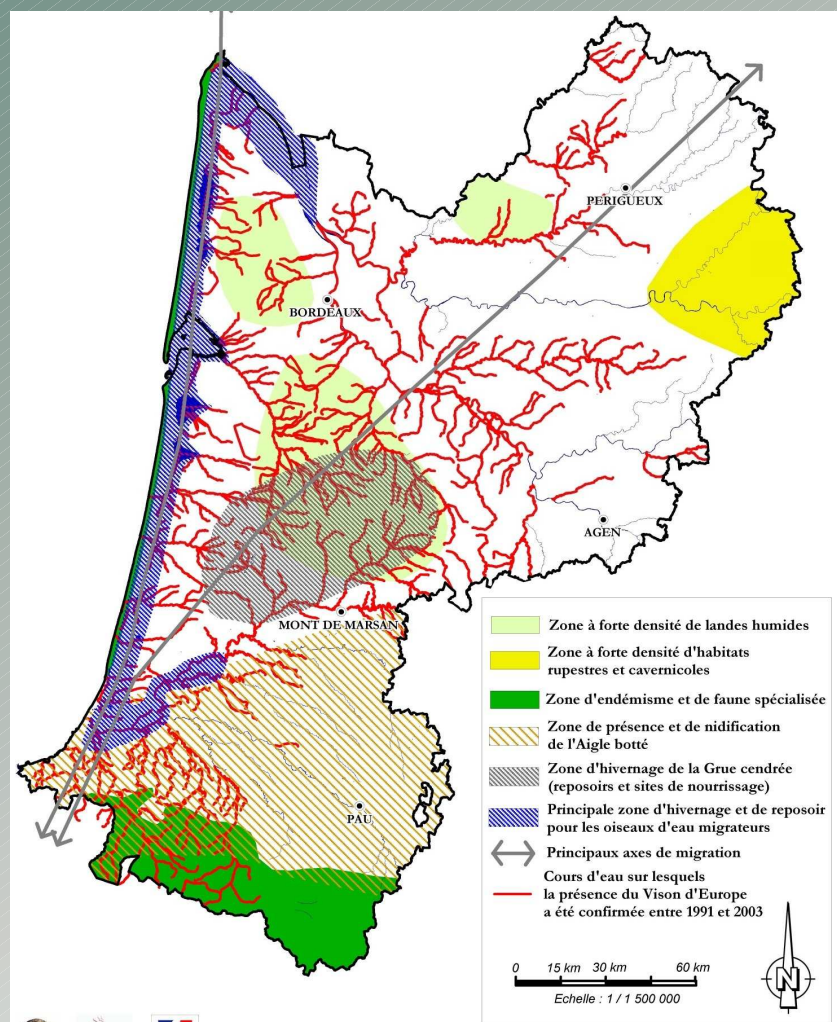 PERIGUEUX
BORDEAUX
AGEN
MONT DE MARSAN
PAU
Zone à forte densité de landes humides
Zone à forte densité d'habitats
rupestres et cavernicoles
Zone d'endémisme et de faune spécialisée
Zone de présence et de nidification
de l'Aigle botté
Zone d'hivernage de la Grue cendrée
(reposoirs et sites de nourrissage)
Principale zone d'hivernage et de reposoir
pour les oiseaux d'eau migrateurs
Principaux axes de migration
Cours d'eau sur lesquels
la présence du Vison d'Europe
a été confirmée entre 1991 et 2003
0 15 km 30 km 60 km
Echelle : 1 / 1 500 000
N